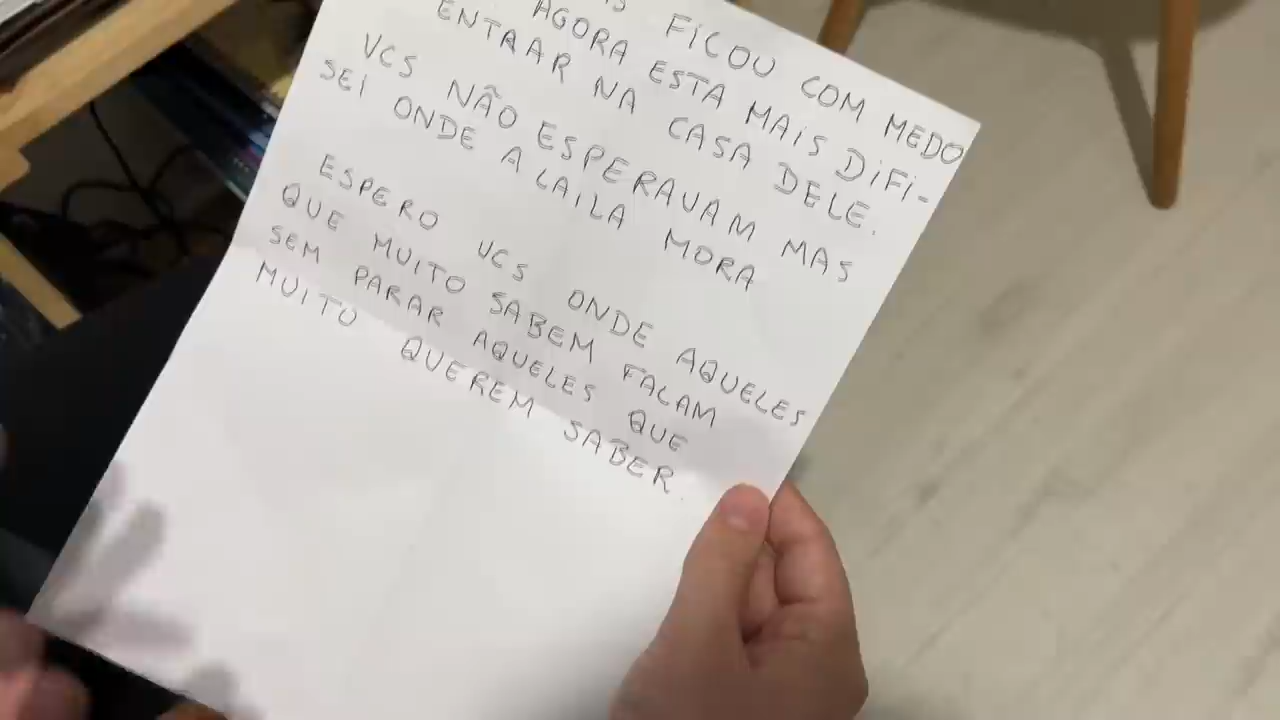 FICOU COM MEDO
AGORA ESTA MAIS DIFI-
ENTAAR NA CASA DELE.
VCS NÃO ESPERAVAM MAS
SEI ONDE A LAILA MORA
ESPERO VCS ONDE AQUELES
QUE MUITO SABEM FALAM
SEM PARAR AQUELES QUE
MUITO QUEREM SABER.